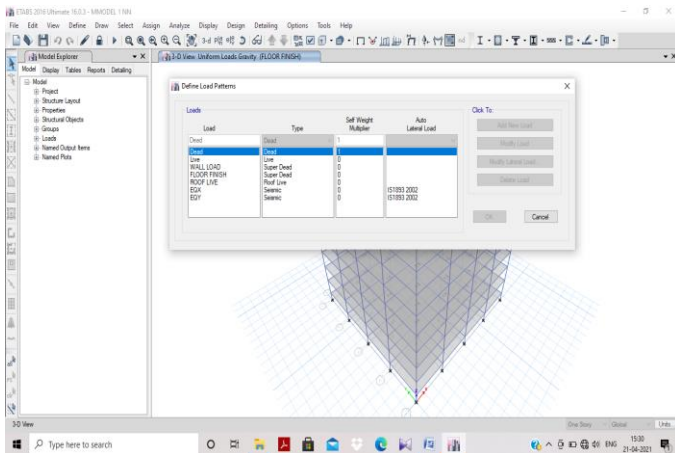 ETABS 2016 Ultimate 16.0.3 - MMODEL 1 NN
File Edit View Define Draw Select Assign Analyze Display Design Detailing Options Tools Help
Model Explorer
3-D View Uniform Loads Gravity (FLOOR FINISH)
Model Display Tables Reports Detailing
Model
Project
Structure Layout
Properties
Structural Objects
Groups
Loads
Named Output Items
Named Plots
Define Load Patterns
Loads
Click To:
Load Type Self Weight Multiplier Auto Lateral Load
Dead Dead 1
Dead Dead 1
Live Live 0
WALL LOAD Super Dead 0
FLOOR FINISH Super Dead 0
ROOF LIVE Roof Live 0
EQX Seismic 0 IS1893 2002
EQY Seismic 0 IS1893 2002
Add New Load
Modify Load
Modify Lateral Load...
Delete Load
OK Cancel
3-D View
One Story Global Units...
Type here to search
ENG
15:30
21-04-2021